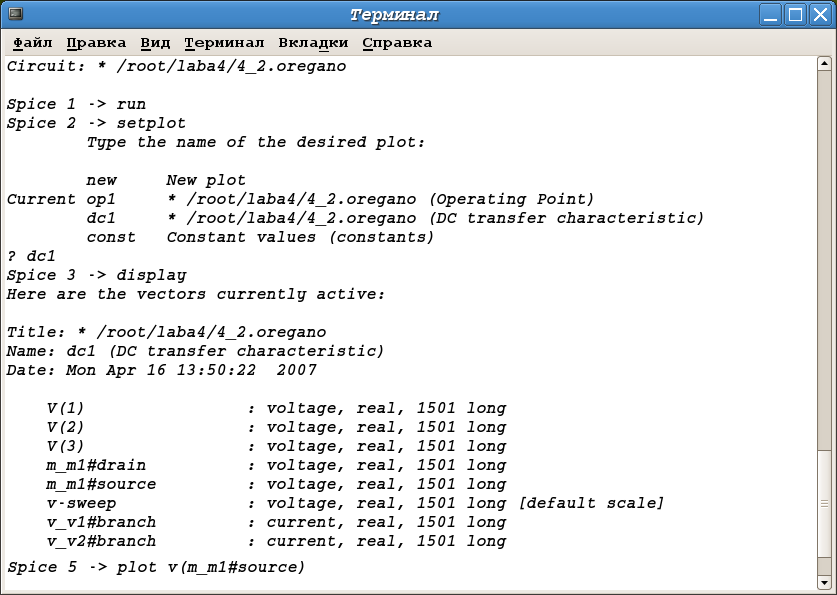 Терминал
Файл Правка Вид Терминал Вкладки Справка
Circuit: * /root/laba4/4_2.oregano
Spice 1 -> run
Spice 2 -> setplot
Type the name of the desired plot:
new New plot
Current op1 * /root/laba4/4_2.oregano (Operating Point)
dc1 * /root/laba4/4_2.oregano (DC transfer characteristic)
const Constant values (constants)
? dc1
Spice 3 -> display
Here are the vectors currently active:
Title: * /root/laba4/4_2.oregano
Name: dc1 (DC transfer characteristic)
Date: Mon Apr 16 13:50:22 2007
V(1) : voltage, real, 1501 long
V(2) : voltage, real, 1501 long
V(3) : voltage, real, 1501 long
m_m1#drain : voltage, real, 1501 long
m_m1#source : voltage, real, 1501 long
v-sweep : voltage, real, 1501 long [default scale]
v_v1#branch : current, real, 1501 long
v_v2#branch : current, real, 1501 long
Spice 5 -> plot v(m_m1#source)